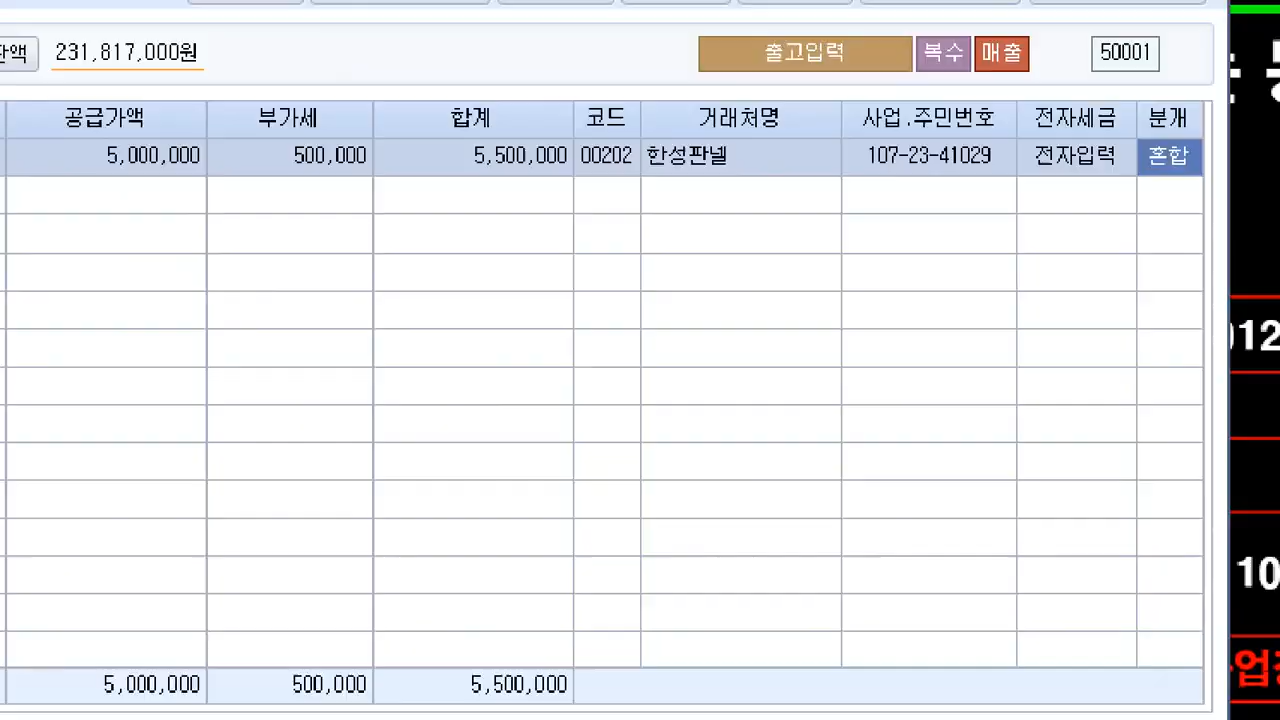 231,817,000원 출고입력 복수 매출 50001
공급가액 부가세 합계 코드 거래처명 사업.주민번호 전자세금 분개
5,000,000 500,000 5,500,000 00202 한성판넬 107-23-41029 전자입력 혼합
12
10
업
5,000,000 500,000 5,500,000